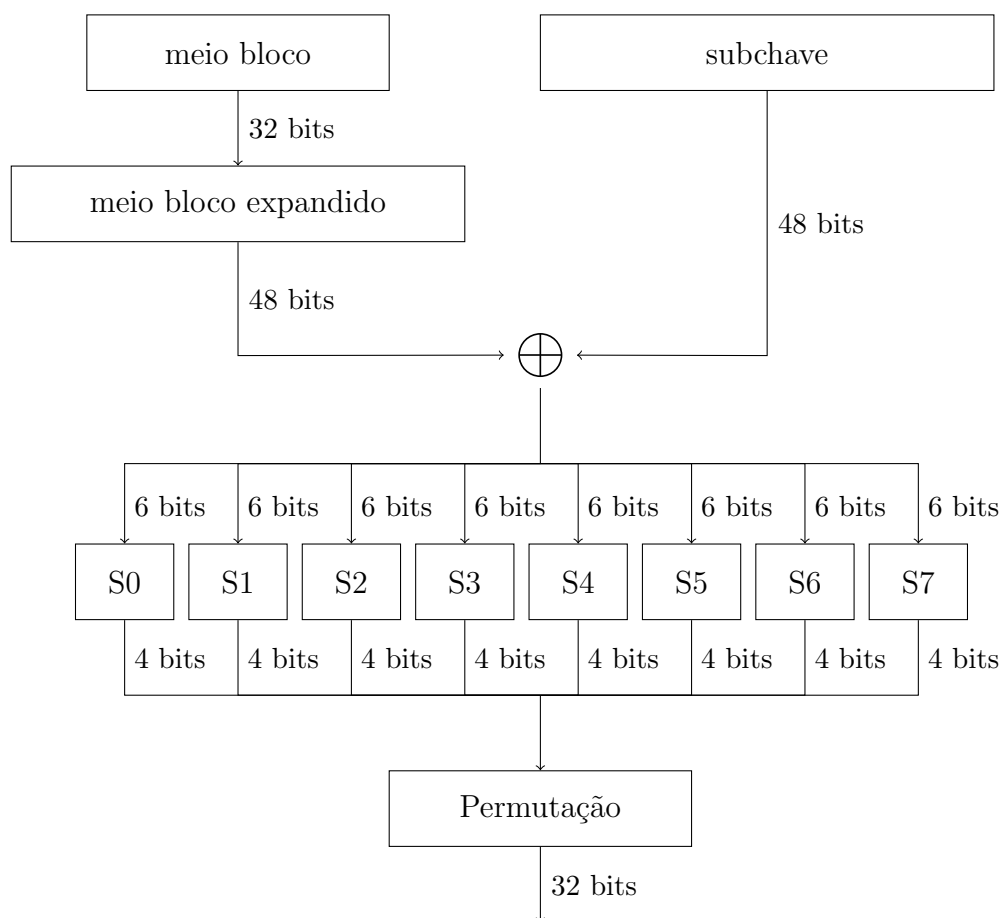 meio bloco
subchave
32 bits
meio bloco expandido
48 bits
48 bits
6 bits 6 bits 6 bits 6 bits 6 bits 6 bits 6 bits 6 bits
S0 S1 S2 S3 S4 S5 S6 S7
4 bits 4 bits 4 bits 4 bits 4 bits 4 bits 4 bits 4 bits
Permutação
32 bits